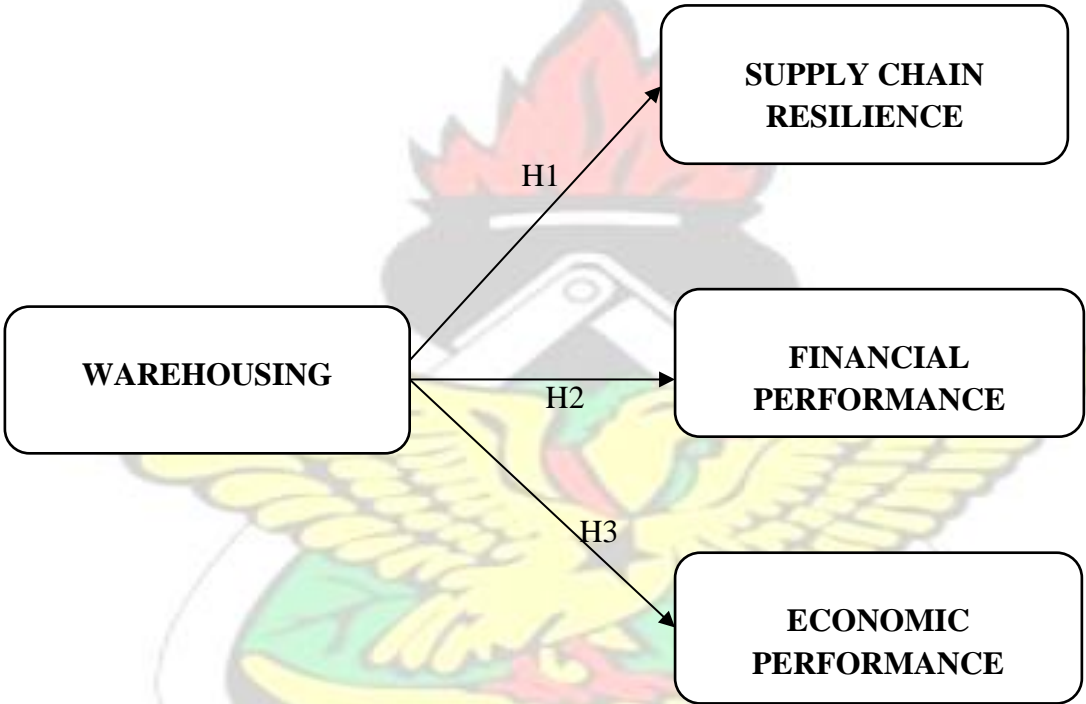 SUPPLY CHAIN
RESILIENCE
H1
WAREHOUSING
FINANCIAL
PERFORMANCE
H2
H3
ECONOMIC
PERFORMANCE